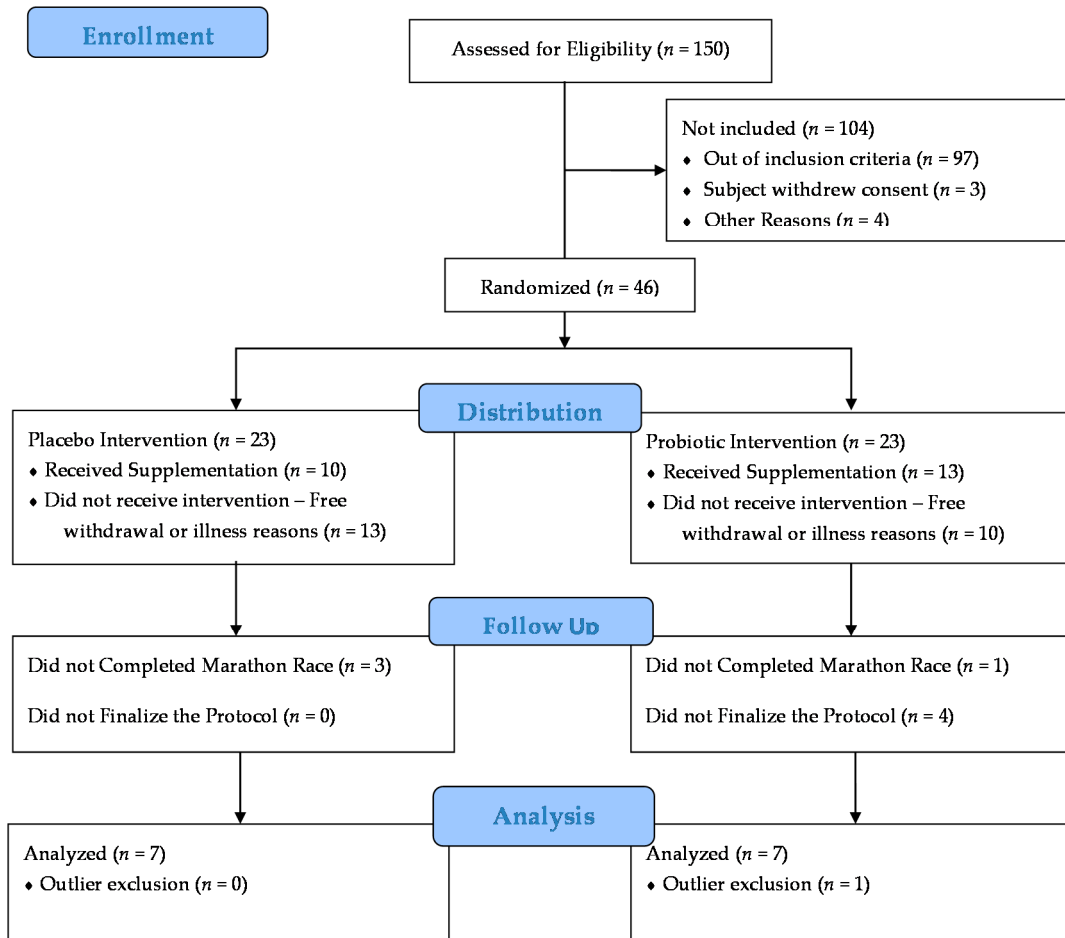 Enrollment
Assessed for Eligibility (n = 150)
Not included (n = 104)
♦ Out of inclusion criteria (n = 97)
♦ Subject withdrew consent (n = 3)
♦ Other Reasons (n = 4)
Randomized (n = 46)
Distribution
Placebo Intervention (n = 23)
♦ Received Supplementation (n = 10)
♦ Did not receive intervention – Free
withdrawal or illness reasons (n = 13)
Probiotic Intervention (n = 23)
♦ Received Supplementation (n = 13)
♦ Did not receive intervention – Free
withdrawal or illness reasons (n = 10)
Follow Up
Did not Completed Marathon Race (n = 3)
Did not Finalize the Protocol (n = 0)
Did not Completed Marathon Race (n = 1)
Did not Finalize the Protocol (n = 4)
Analysis
Analyzed (n = 7)
♦ Outlier exclusion (n = 0)
Analyzed (n = 7)
♦ Outlier exclusion (n = 1)